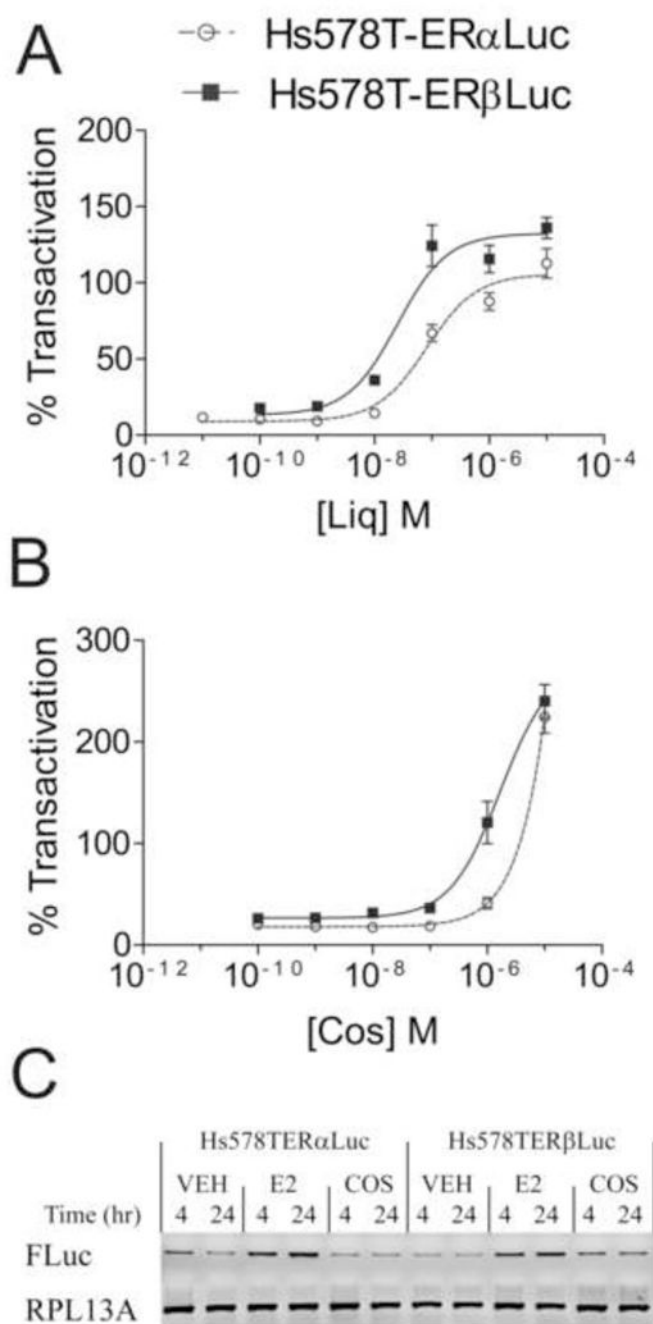 A
Hs578T-ERαLuc
Hs578T-ERβLuc
% Transactivation
200
150
100
50
0
10⁻¹² 10⁻¹⁰ 10⁻⁸ 10⁻⁶ 10⁻⁴
[Liq] M
B
% Transactivation
300
200
100
0
10⁻¹² 10⁻¹⁰ 10⁻⁸ 10⁻⁶ 10⁻⁴
[Cos] M
C
Hs578TERαLuc Hs578TERβLuc
VEH E2 COS VEH E2 COS
Time (hr) 4 24 4 24 4 24 4 24 4 24 4 24
FLuc
RPL13A